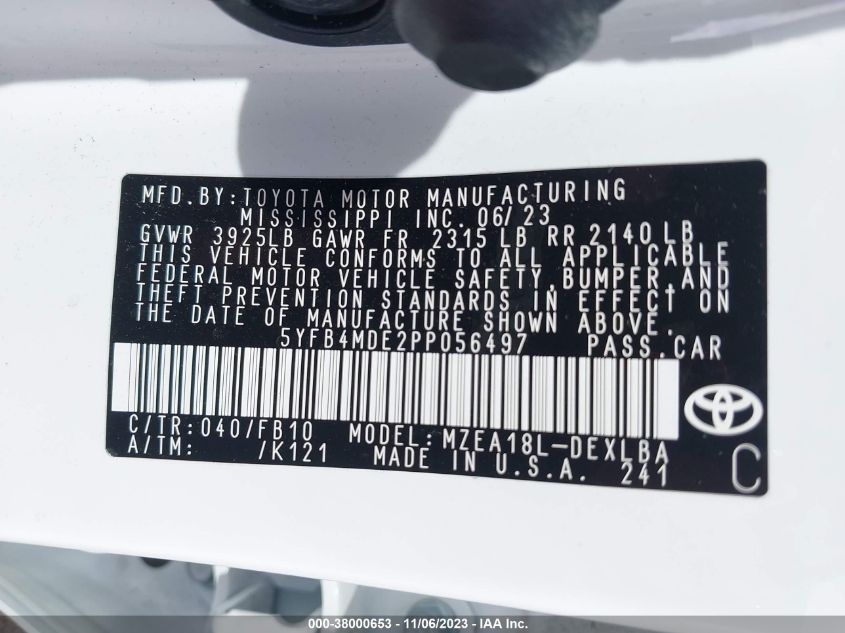 MFD. BY: TOYOTA MOTOR MANUFACTURING
MISSISSIPPI INC. 06/23
GVWR 3925LB GAWR FR 2315 LB RR 2140 LB
THIS VEHICLE CONFORMS TO ALL APPLICABLE
FEDERAL MOTOR VEHICLE SAFETY, BUMPER, AND
THEFT PREVENTION STANDARDS IN EFFECT ON
THE DATE OF MANUFACTURE SHOWN ABOVE.
5YFB4MDE2PP056497 PASS. CAR
C/TR: 040/FB10 MODEL: MZEA18L-DEXLBA
A/TM: /K121 MADE IN U.S.A. 241
C
000-38000653 - 11/06/2023 - IAA Inc.